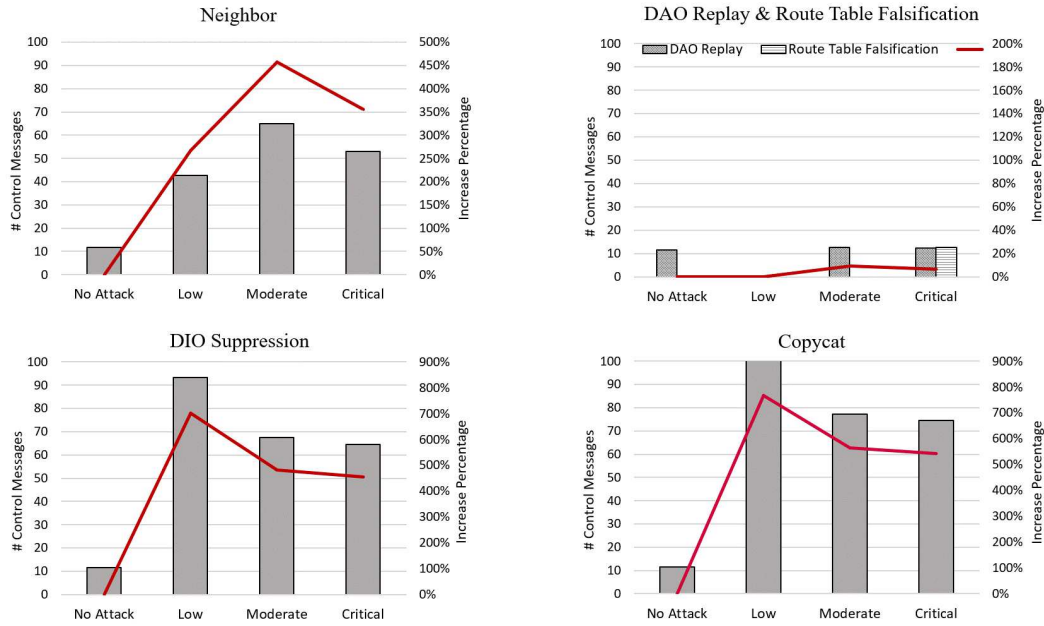 Neighbor
100 90 80 70 60 50 40 30 20 10 0
# Control Messages
500% 450% 400% 350% 300% 250% 200% 150% 100% 50% 0%
Increase Percentage
No Attack Low Moderate Critical
DAO Replay & Route Table Falsification
DAO Replay Route Table Falsification
100 90 80 70 60 50 40 30 20 10 0
# Control Messages
200% 180% 160% 140% 120% 100% 80% 60% 40% 20% 0%
Increase Percentage
No Attack Low Moderate Critical
DIO Suppression
100 90 80 70 60 50 40 30 20 10 0
# Control Messages
900% 800% 700% 600% 500% 400% 300% 200% 100% 0%
Increase Percentage
No Attack Low Moderate Critical
Copycat
100 90 80 70 60 50 40 30 20 10 0
# Control Messages
900% 800% 700% 600% 500% 400% 300% 200% 100% 0%
Increase Percentage
No Attack Low Moderate Critical